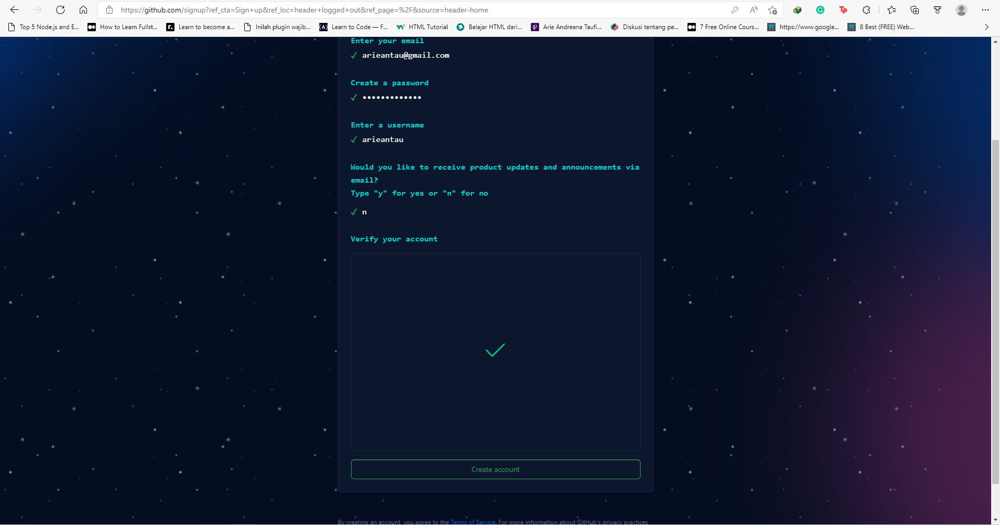 https://github.com/signup?ref_cta=Sign+up&ref_loc=header+logged+out&ref_page=%2F&source=header-home
Top 5 Node.js and E... How to Learn Fullst... Learn to become a... Inilah plugin wajib... Learn to Code — F... HTML Tutorial Belajar HTML dari... Arie Andreana Taufi... Diskusi tentang pe... 7 Free Online Cours... https://www.google... 8 Best (FREE) Web...
Enter your email
✓ arieantau@gmail.com
Create a password
✓ •••••••••••••
Enter a username
✓ arieantau
Would you like to receive product updates and announcements via
email?
Type "y" for yes or "n" for no
✓ n
Verify your account
Create account
By creating an account, you agree to the Terms of Service. For more information about GitHub's privacy practices,